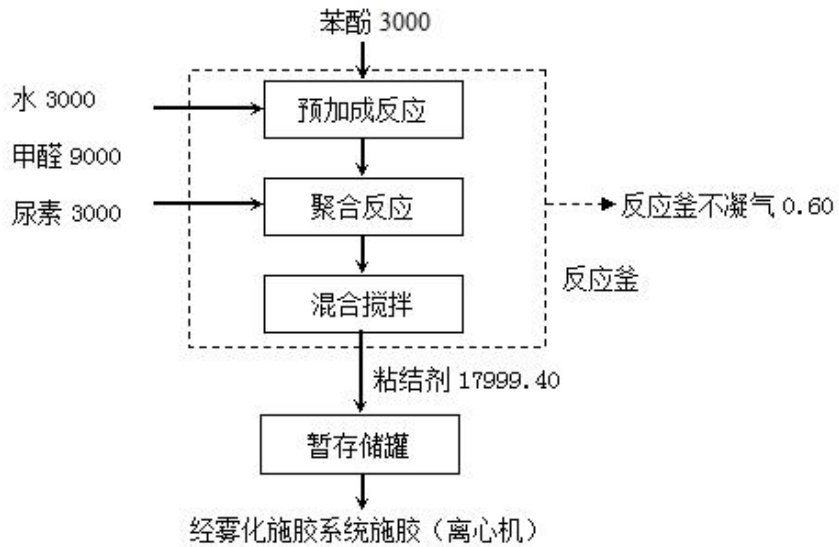 苯酚 3000
水 3000
预加成反应
甲醛 9000
尿素 3000
聚合反应
反应釜不凝气 0.60
反应釜
混合搅拌
粘结剂 17999.40
暂存储罐
经雾化施胶系统施胶（离心机）